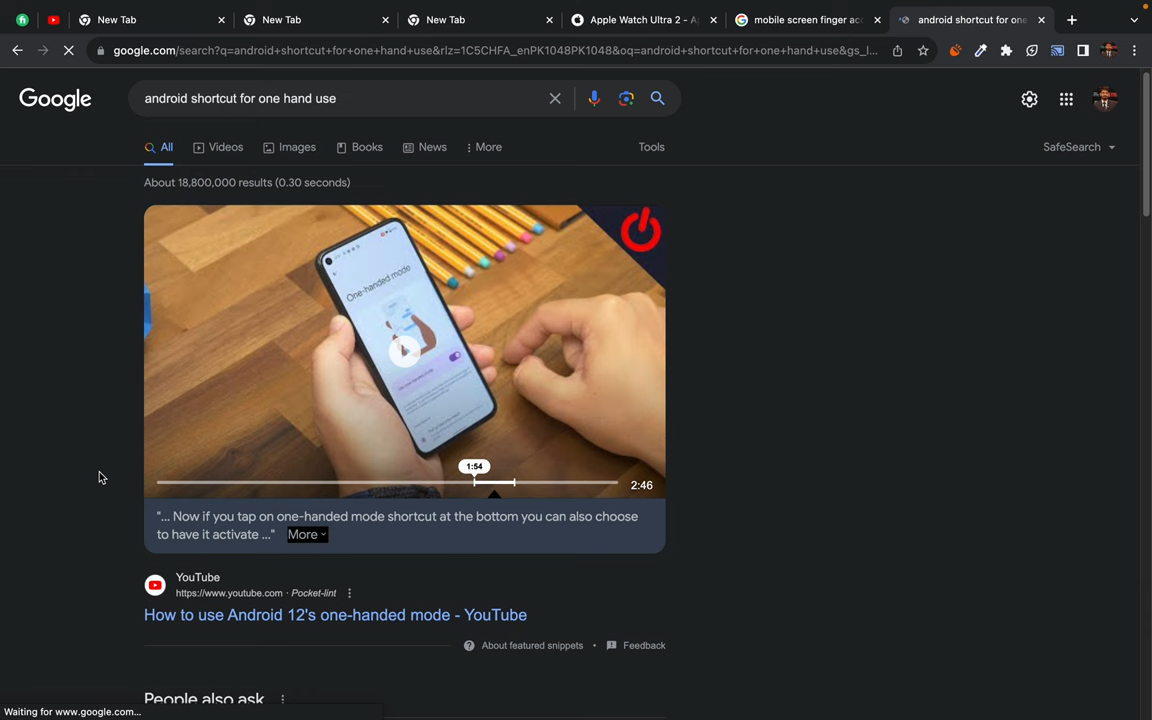 New Tab
New Tab
New Tab
Apple Watch Ultra 2 - A
mobile screen finger acc
android shortcut for one
google.com/search?q=android+shortcut+for+one+hand+use&rlz=1C5CHFA_enPK1048PK1048&oq=android+shortcut+for+one+hand+use&gs_l...
Google
android shortcut for one hand use
All
Videos
Images
Books
News
More
Tools
SafeSearch
About 18,800,000 results (0.30 seconds)
One-handed mode
1:54
2:46
"... Now if you tap on one-handed mode shortcut at the bottom you can also choose
to have it activate ..." More
YouTube
https://www.youtube.com · Pocket-lint
How to use Android 12's one-handed mode - YouTube
About featured snippets
•
Feedback
People also ask
Waiting for www.google.com...